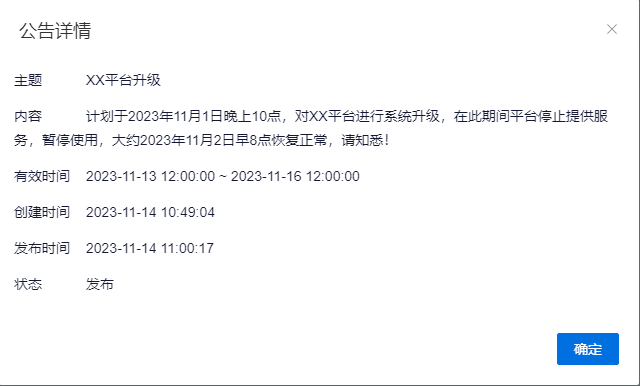 公告详情
主题 XX平台升级
内容 计划于2023年11月1日晚上10点，对XX平台进行系统升级，在此期间平台停止提供服
务，暂停使用，大约2023年11月2日早8点恢复正常，请知悉！
有效时间 2023-11-13 12:00:00 ~ 2023-11-16 12:00:00
创建时间 2023-11-14 10:49:04
发布时间 2023-11-14 11:00:17
状态 发布
确定